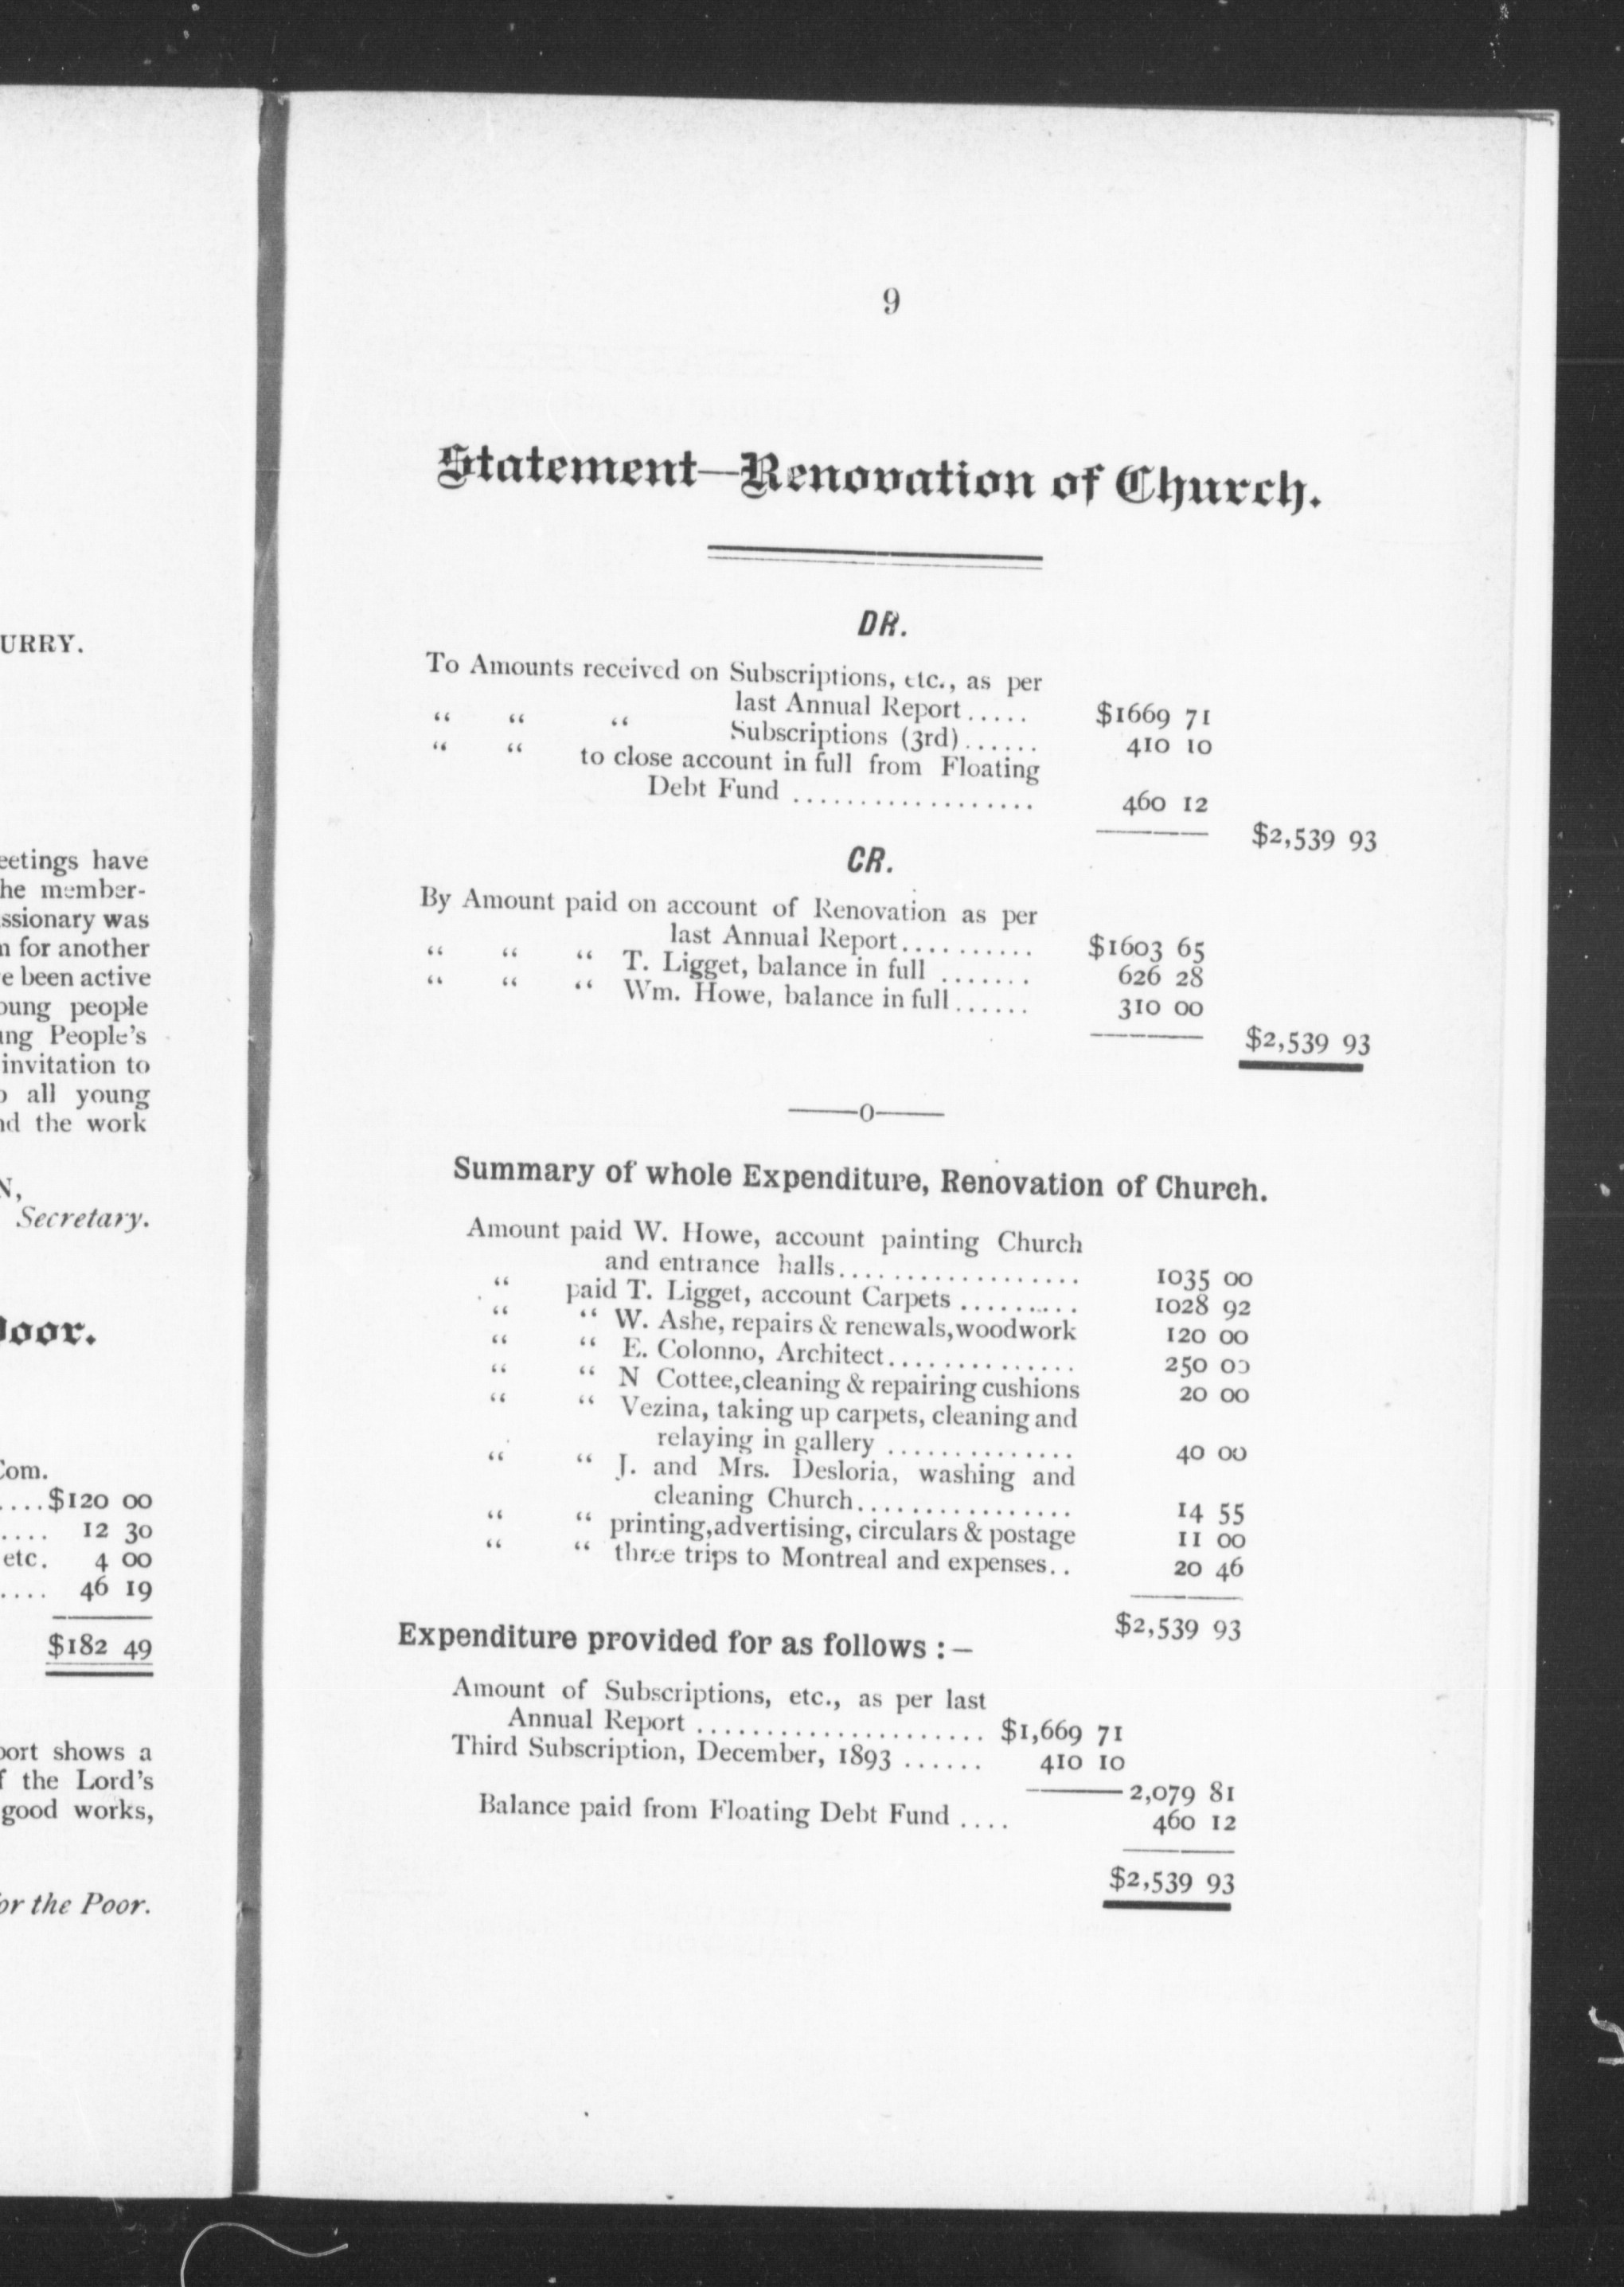 URRY.
eetings have
he member-
ssionary was
n for another
e been active
oung people
ung People's
invitation to
o all young
nd the work
N,
Secretary.
oor.
Com.
....$120 00
.... 12 30
etc. 4 00
.... 46 19
$182 49
port shows a
f the Lord's
good works,
or the Poor.
9
Statement—Renovation of Church.
DR.
To Amounts received on Subscriptions, etc., as per
last Annual Report..... $1669 71
“ “ “ Subscriptions (3rd)...... 410 10
“ “ to close account in full from Floating
Debt Fund .................. 460 12
$2,539 93
CR.
By Amount paid on account of Renovation as per
last Annual Report.......... $1603 65
“ “ “ T. Ligget, balance in full ....... 626 28
“ “ “ Wm. Howe, balance in full...... 310 00
$2,539 93
——o——
Summary of whole Expenditure, Renovation of Church.
Amount paid W. Howe, account painting Church
and entrance halls.................. 1035 00
“ paid T. Ligget, account Carpets ......... 1028 92
“ “ W. Ashe, repairs & renewals,woodwork 120 00
“ “ E. Colonno, Architect.............. 250 00
“ “ N Cottee,cleaning & repairing cushions 20 00
“ “ Vezina, taking up carpets, cleaning and
relaying in gallery .............. 40 00
“ “ J. and Mrs. Desloria, washing and
cleaning Church................ 14 55
“ “ printing,advertising, circulars & postage 11 00
“ “ three trips to Montreal and expenses.. 20 46
$2,539 93
Expenditure provided for as follows :—
Amount of Subscriptions, etc., as per last
Annual Report ..................... $1,669 71
Third Subscription, December, 1893 ...... 410 10
2,079 81
Balance paid from Floating Debt Fund .... 460 12
$2,539 93